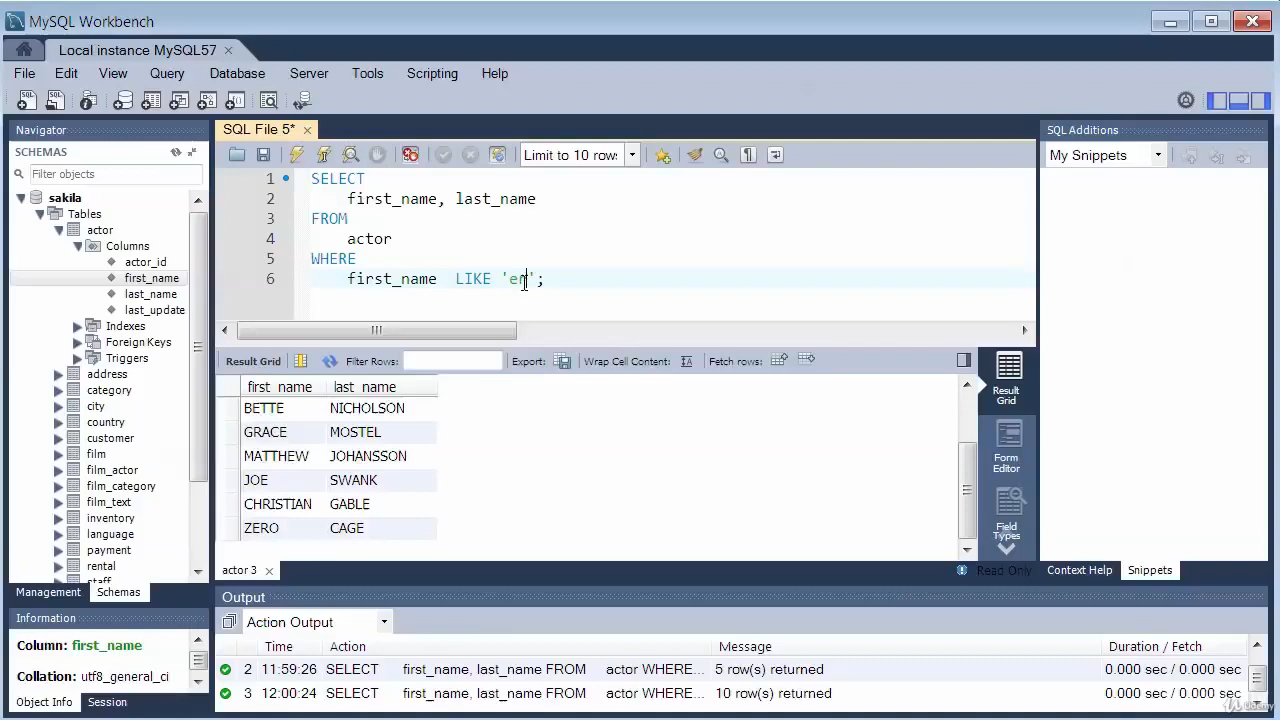 MySQL Workbench
Local instance MySQL57
File Edit View Query Database Server Tools Scripting Help
Navigator
SCHEMAS
Filter objects
sakila
Tables
actor
Columns
actor_id
first_name
last_name
last_update
Indexes
Foreign Keys
Triggers
address
category
city
country
customer
film
film_actor
film_category
film_text
inventory
language
payment
rental
staff
Management Schemas
Information
Column: first_name
Collation: utf8_general_ci
Object Info Session
SQL File 5*
Limit to 10 rows
1 SELECT
2 first_name, last_name
3 FROM
4 actor
5 WHERE
6 first_name LIKE 'en';
Result Grid Filter Rows: Export: Wrap Cell Content: Fetch rows:
first_name last_name
BETTE NICHOLSON
GRACE MOSTEL
MATTHEW JOHANSSON
JOE SWANK
CHRISTIAN GABLE
ZERO CAGE
Result
Grid
Form
Editor
Field
Types
actor 3
Read Only
SQL Additions
My Snippets
Context Help Snippets
Output
Action Output
Time Action Message Duration / Fetch
2 11:59:26 SELECT first_name, last_name FROM actor WHERE... 5 row(s) returned 0.000 sec / 0.000 sec
3 12:00:24 SELECT first_name, last_name FROM actor WHERE... 10 row(s) returned 0.000 sec / 0.000 sec
Udemy